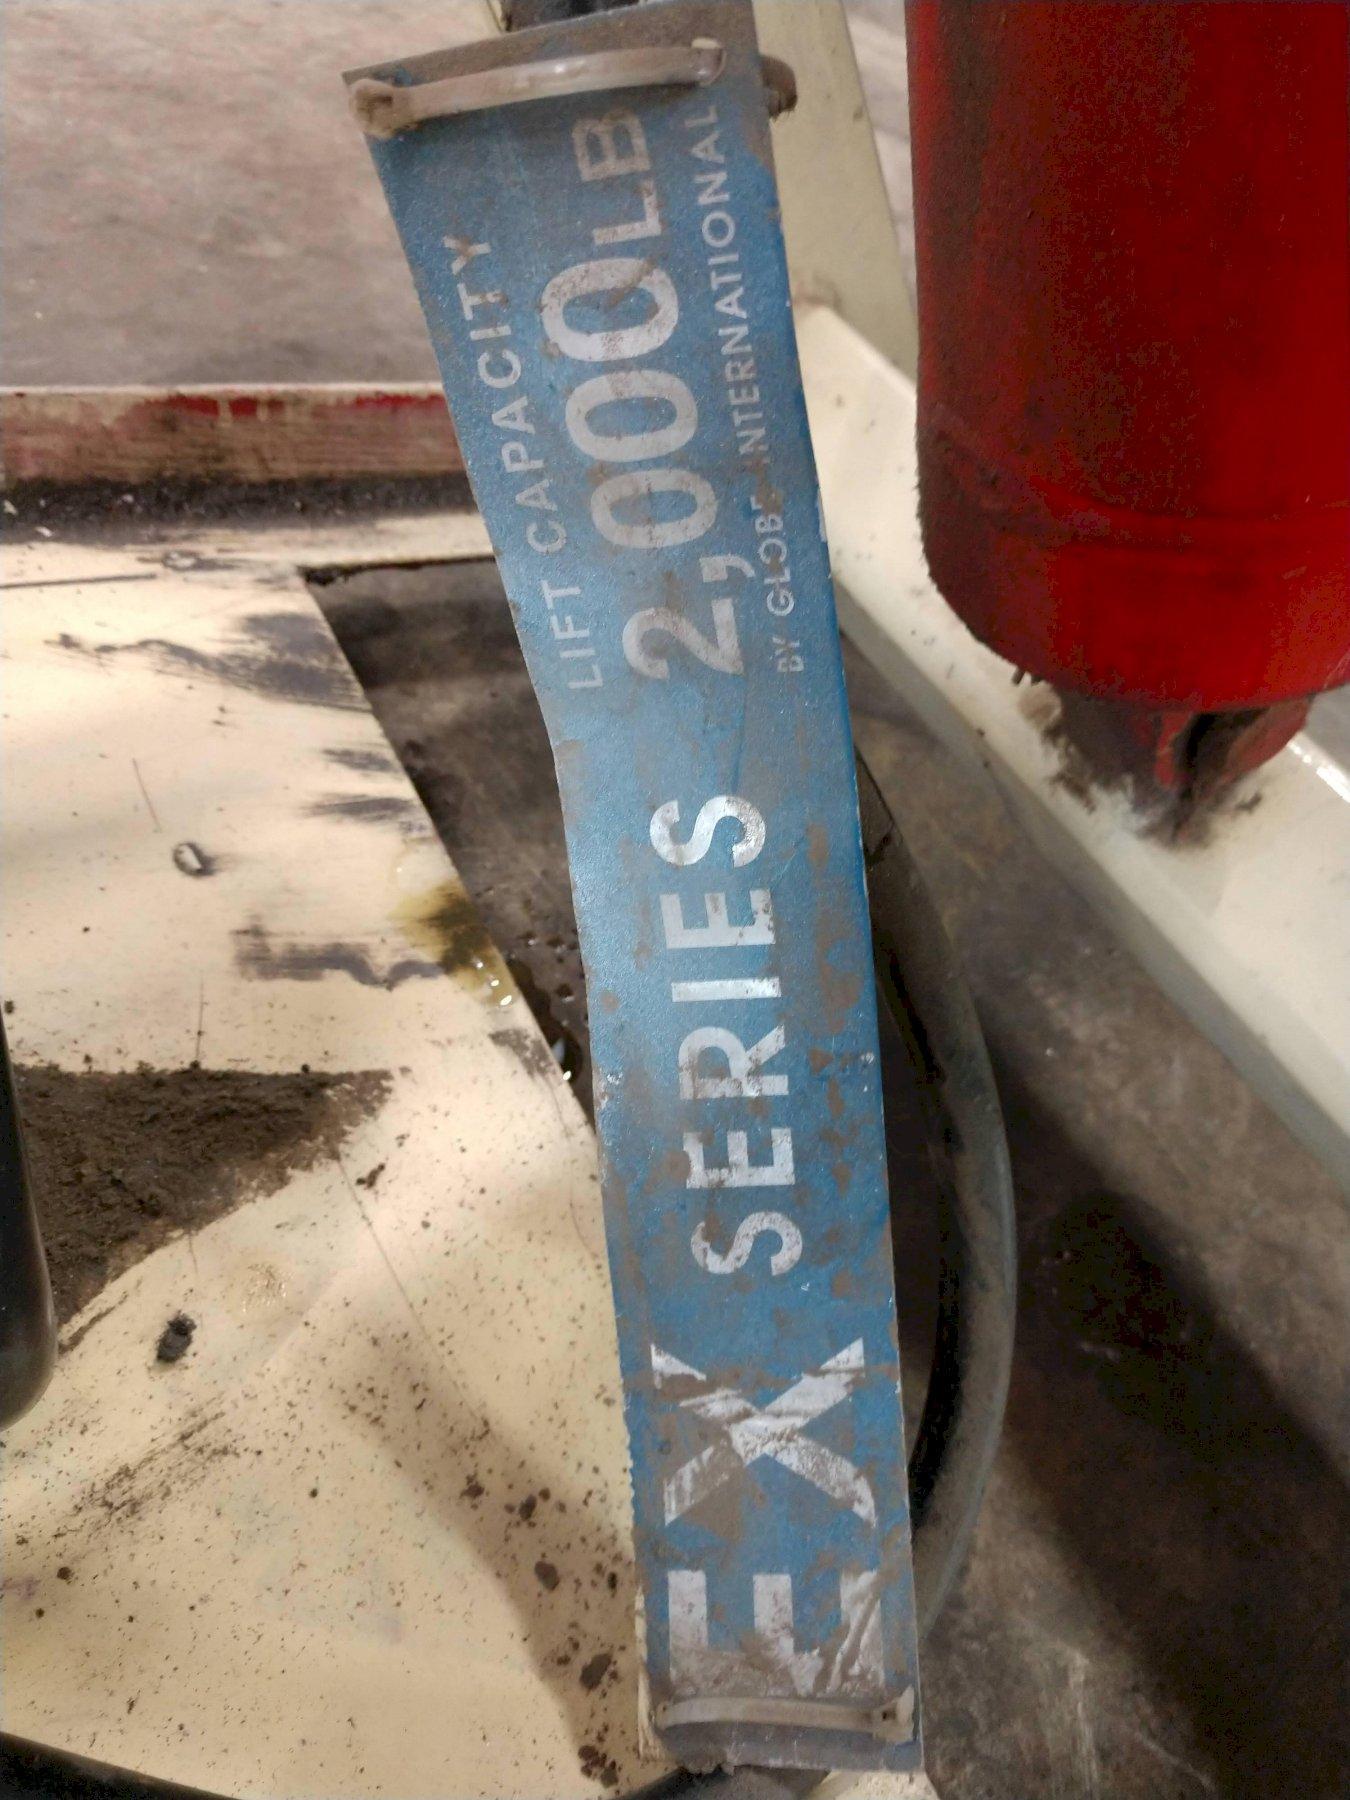 EX SERIES
LIFT CAPACITY
2,000LB
BY GLOBE INTERNATIONAL